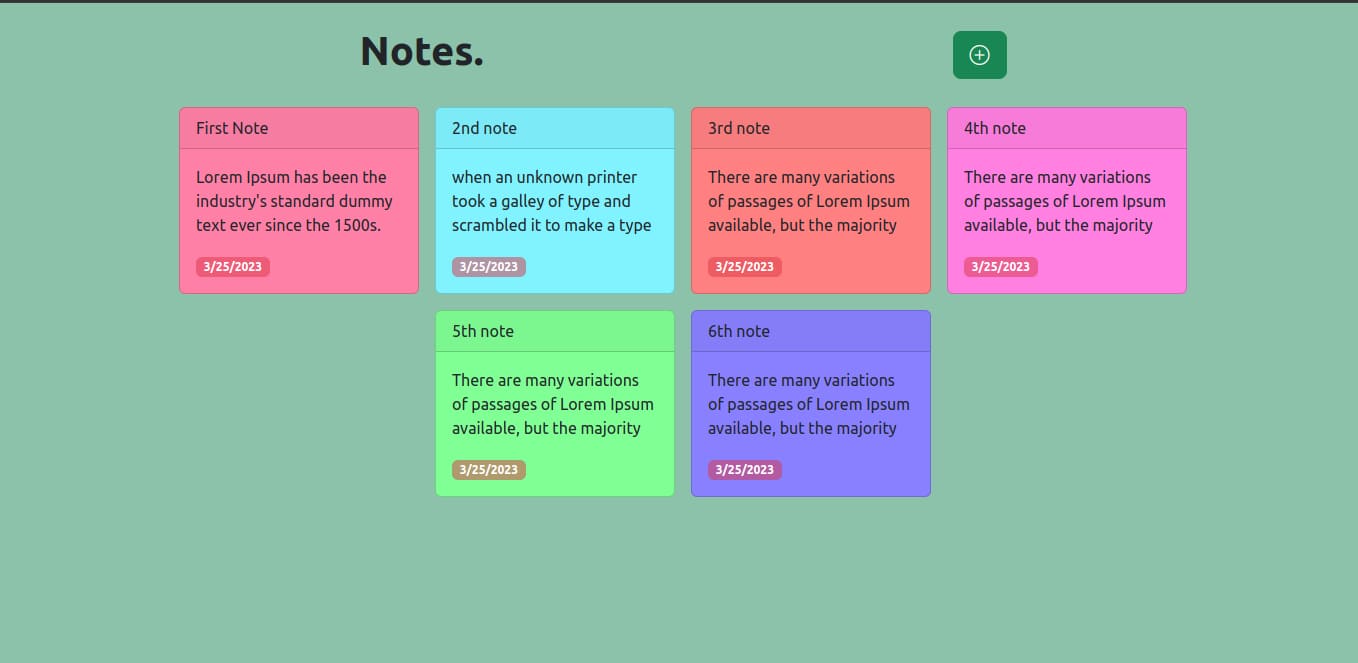 Notes.
First Note
Lorem Ipsum has been the
industry's standard dummy
text ever since the 1500s.
3/25/2023
2nd note
when an unknown printer
took a galley of type and
scrambled it to make a type
3/25/2023
3rd note
There are many variations
of passages of Lorem Ipsum
available, but the majority
3/25/2023
4th note
There are many variations
of passages of Lorem Ipsum
available, but the majority
3/25/2023
5th note
There are many variations
of passages of Lorem Ipsum
available, but the majority
3/25/2023
6th note
There are many variations
of passages of Lorem Ipsum
available, but the majority
3/25/2023